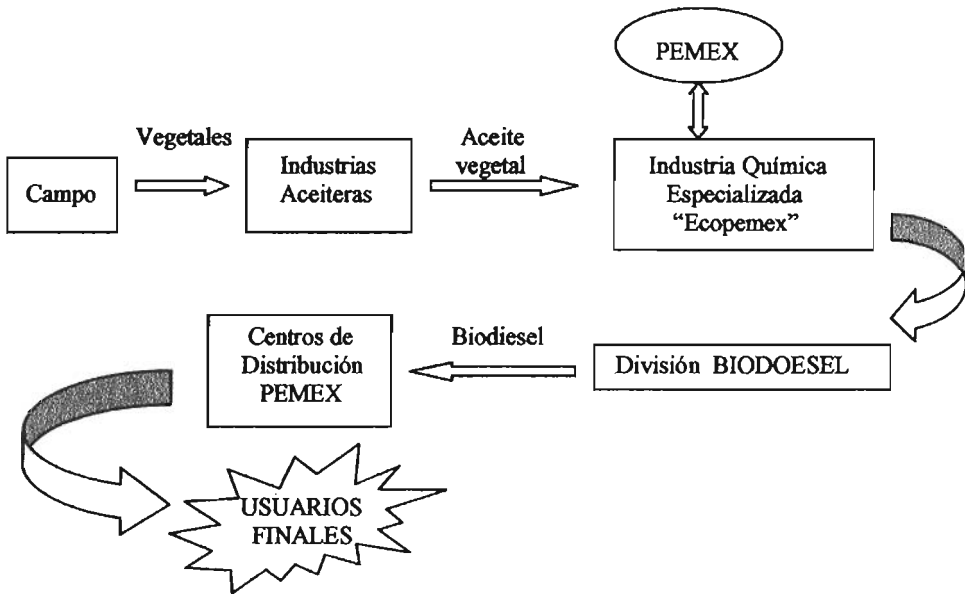 PEMEX
Vegetales
Aceite
vegetal
Campo
Industrias
Aceiteras
Industria Química
Especializada
“Ecopemex”
Centros de
Distribución
PEMEX
Biodiesel
División BIODOESEL
USUARIOS
FINALES